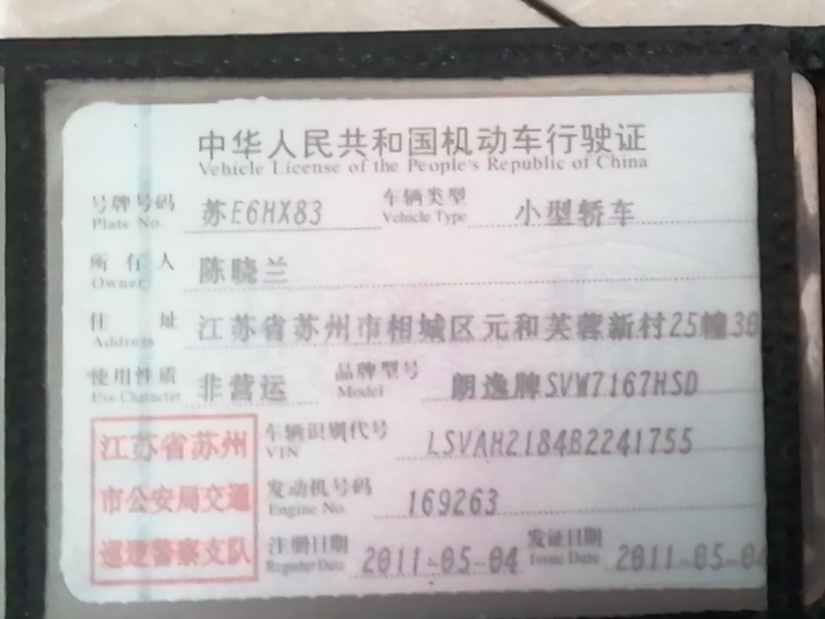 中华人民共和国机动车行驶证
Vehicle License of the People's Republic of China
号牌号码 苏E6HX83 车辆类型 小型轿车
Plate No. Vehicle Type
所有人 陈晓兰
Owner
住址 江苏省苏州市相城区元和芙蓉新村25幢30
Address
使用性质 非营运 品牌型号 朗逸牌SVW7167HSD
Use Character Model
江苏省苏州 车辆识别代号 LSVAH2184B2241755
VIN
市公安局交通 发动机号码 169263
Engine No.
巡逻警察支队 注册日期 2011-05-04 发证日期 2011-05-04
Register Date Issue Date